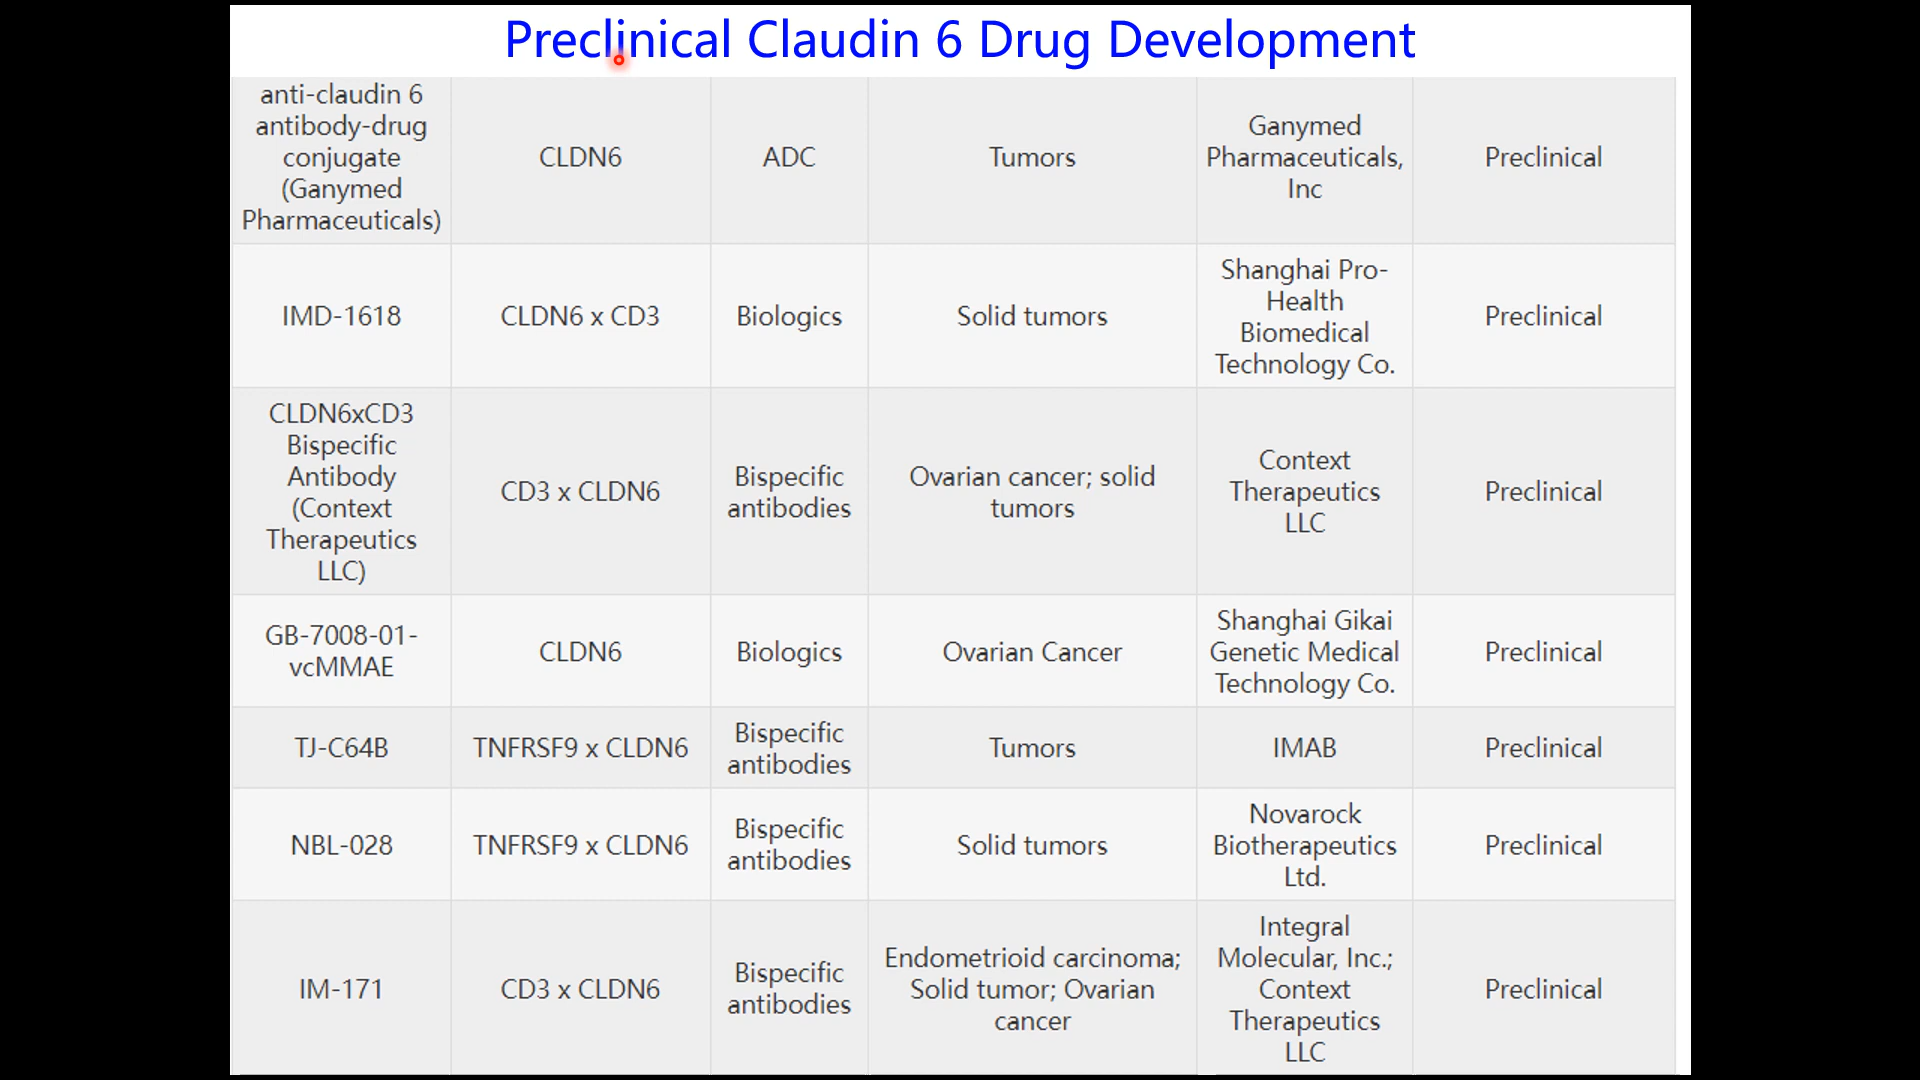 Preclinical Claudin 6 Drug Development
anti-claudin 6
antibody-drug
conjugate
(Ganymed
Pharmaceuticals)
CLDN6
ADC
Tumors
Ganymed
Pharmaceuticals,
Inc
Preclinical
IMD-1618
CLDN6 x CD3
Biologics
Solid tumors
Shanghai Pro-
Health
Biomedical
Technology Co.
Preclinical
CLDN6xCD3
Bispecific
Antibody
(Context
Therapeutics
LLC)
CD3 x CLDN6
Bispecific
antibodies
Ovarian cancer; solid
tumors
Context
Therapeutics
LLC
Preclinical
GB-7008-01-
vcMMAE
CLDN6
Biologics
Ovarian Cancer
Shanghai Gikai
Genetic Medical
Technology Co.
Preclinical
TJ-C64B
TNFRSF9 x CLDN6
Bispecific
antibodies
Tumors
IMAB
Preclinical
NBL-028
TNFRSF9 x CLDN6
Bispecific
antibodies
Solid tumors
Novarock
Biotherapeutics
Ltd.
Preclinical
IM-171
CD3 x CLDN6
Bispecific
antibodies
Endometrioid carcinoma;
Solid tumor; Ovarian
cancer
Integral
Molecular, Inc.;
Context
Therapeutics
LLC
Preclinical